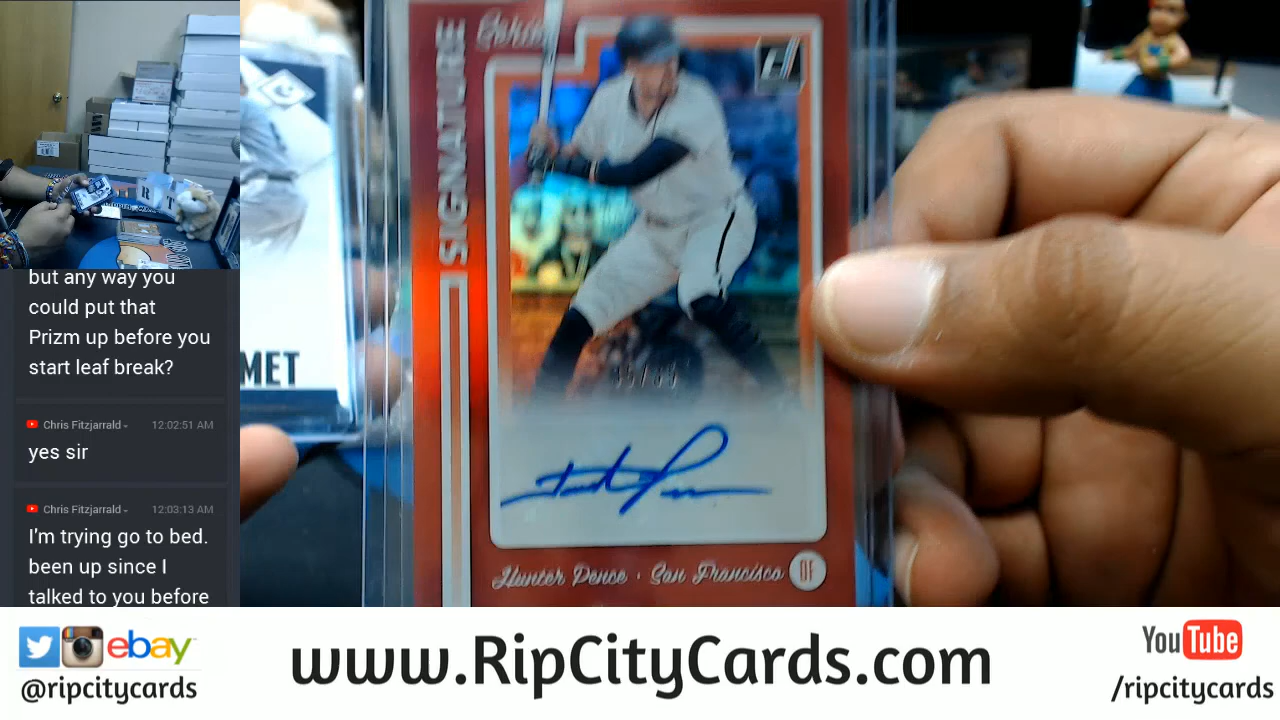 but any way you
could put that
Prizm up before you
start leaf break?
Chris Fitzjarrald 12:02:51 AM
yes sir
Chris Fitzjarrald 12:03:13 AM
I'm trying go to bed.
been up since I
talked to you before
MET
SIGNATURE
Series
Hunter Pence · San Francisco OF
ebay
@ripcitycards
www.RipCityCards.com
YouTube
/ripcitycards